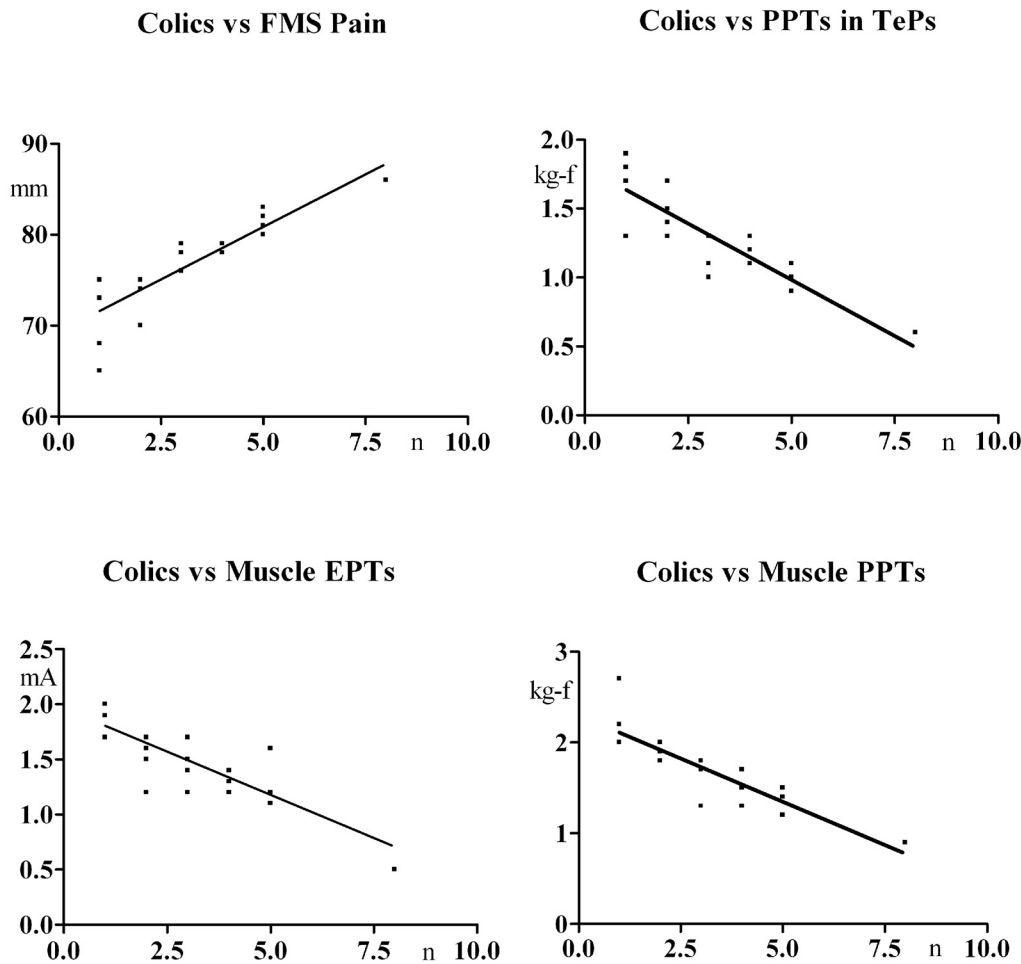 Colics vs FMS Pain
90
mm
80
70
60
0.0 2.5 5.0 7.5 n 10.0
Colics vs PPTs in TePs
2.0
kg-f
1.5
1.0
0.5
0.0
0.0 2.5 5.0 7.5 n 10.0
Colics vs Muscle EPTs
2.5
mA
2.0
1.5
1.0
0.5
0.0
0.0 2.5 5.0 7.5 n 10.0
Colics vs Muscle PPTs
3
kg-f
2
1
0
0.0 2.5 5.0 7.5 n 10.0